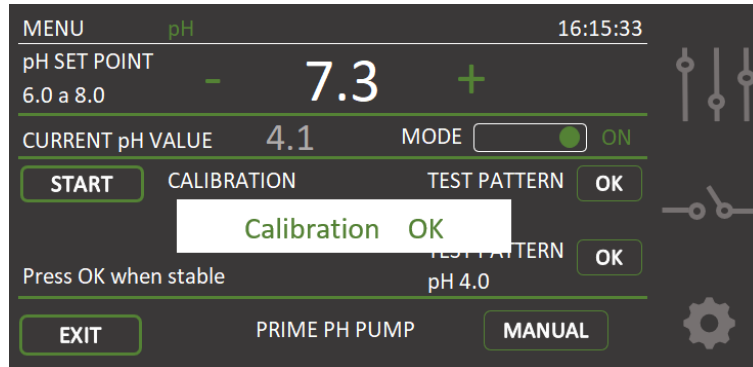 MENU pH 16:15:33
pH SET POINT
6.0 a 8.0
- 7.3 +
CURRENT pH VALUE 4.1 MODE ON
START CALIBRATION TEST PATTERN OK
Calibration OK
TEST PATTERN OK
Press OK when stable pH 4.0
EXIT PRIME PH PUMP MANUAL